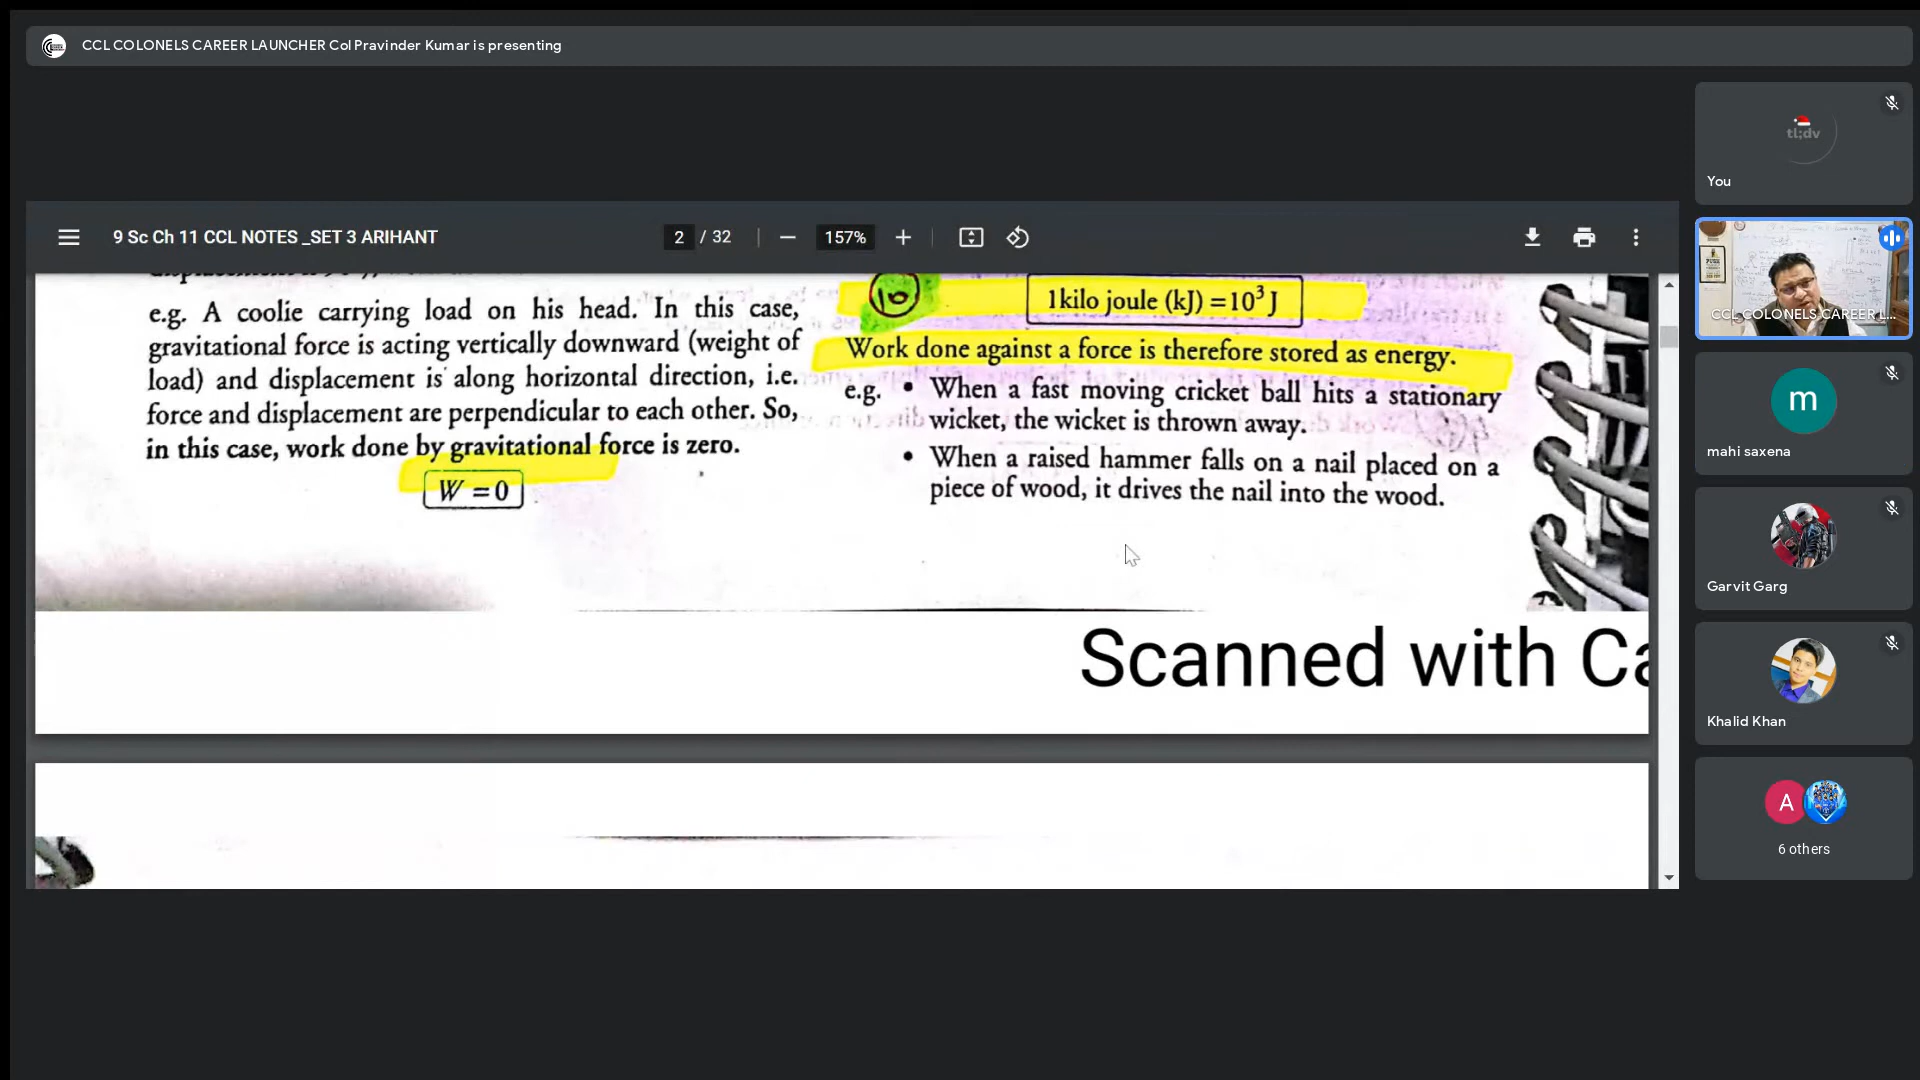 CCL COLONELS CAREER LAUNCHER Col Pravinder Kumar is presenting
9 Sc Ch 11 CCL NOTES _SET 3 ARIHANT
2 / 32
157%
e.g. A coolie carrying load on his head. In this case,
gravitational force is acting vertically downward (weight of
load) and displacement is along horizontal direction, i.e.
force and displacement are perpendicular to each other. So,
in this case, work done by gravitational force is zero.
W = 0
10
1kilo joule (kJ) = 10³ J
Work done against a force is therefore stored as energy.
e.g. • When a fast moving cricket ball hits a stationary
wicket, the wicket is thrown away.
• When a raised hammer falls on a nail placed on a
piece of wood, it drives the nail into the wood.
Scanned with Ca
tl;dv
You
CCL COLONELS CAREER L...
m
mahi saxena
Garvit Garg
Khalid Khan
A
6 others